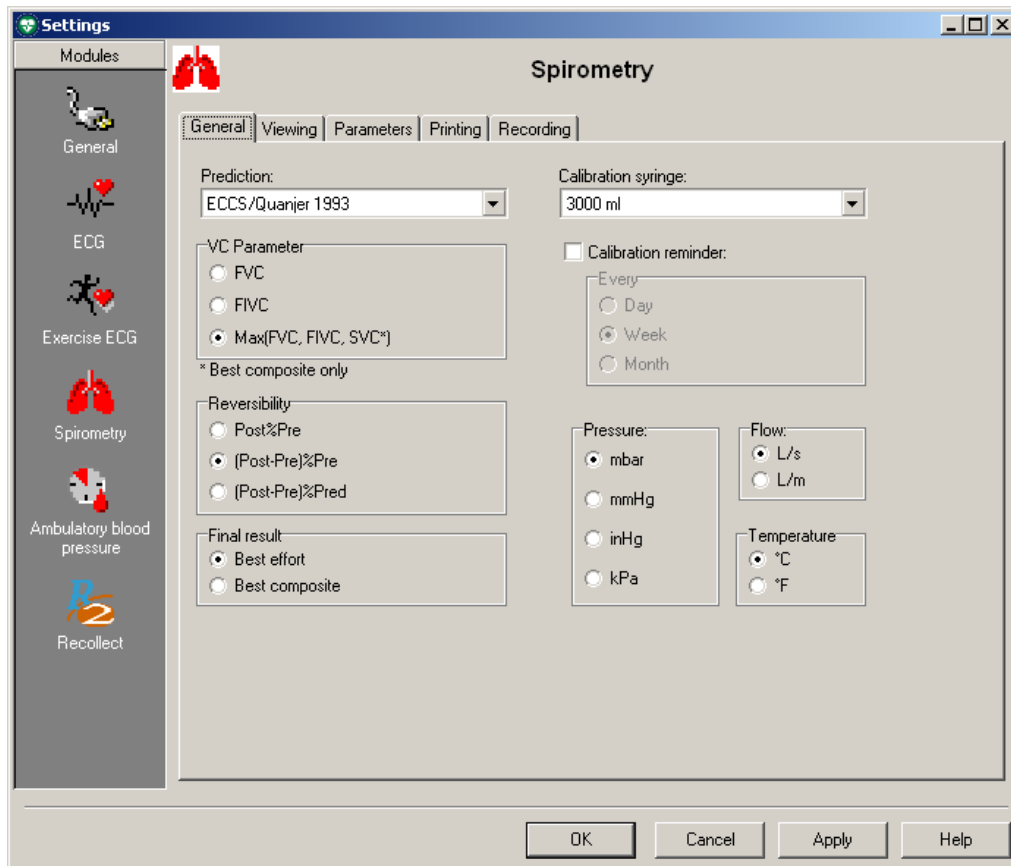 Settings
Modules
General
ECG
Exercise ECG
Spirometry
Ambulatory blood
pressure
Recollect
Spirometry
General Viewing Parameters Printing Recording
Prediction:
ECCS/Quanjer 1993
VC Parameter
FVC
FIVC
Max(FVC, FIVC, SVC*)
* Best composite only
Reversibility
Post%Pre
(Post-Pre)%Pre
(Post-Pre)%Pred
Final result
Best effort
Best composite
Calibration syringe:
3000 ml
Calibration reminder:
Every
Day
Week
Month
Pressure:
mbar
mmHg
inHg
kPa
Flow:
L/s
L/m
Temperature
°C
°F
OK Cancel Apply Help